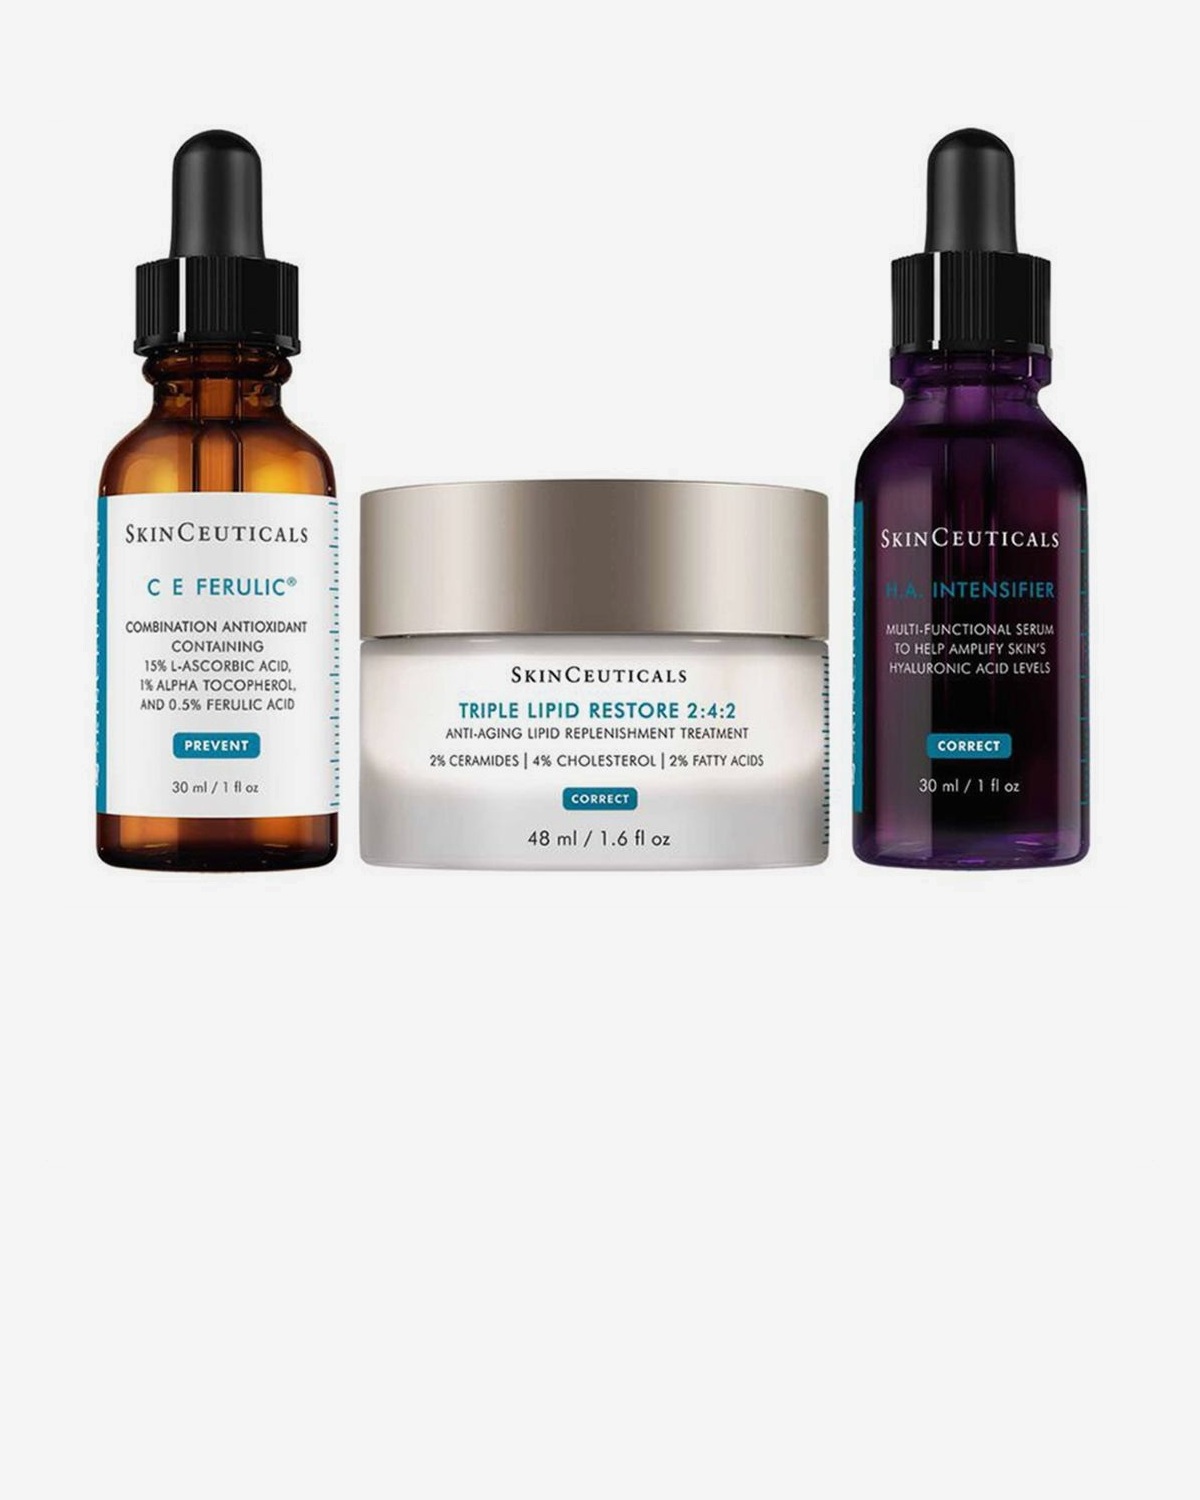 SKINCEUTICALS
C E FERULIC®
COMBINATION ANTIOXIDANT
CONTAINING
15% L-ASCORBIC ACID,
1% ALPHA TOCOPHEROL,
AND 0.5% FERULIC ACID
PREVENT
30 ml / 1 fl oz
SKINCEUTICALS
TRIPLE LIPID RESTORE 2:4:2
ANTI-AGING LIPID REPLENISHMENT TREATMENT
2% CERAMIDES | 4% CHOLESTEROL | 2% FATTY ACIDS
CORRECT
48 ml / 1.6 fl oz
SKINCEUTICALS
H.A. INTENSIFIER
MULTI-FUNCTIONAL SERUM
TO HELP AMPLIFY SKIN'S
HYALURONIC ACID LEVELS
CORRECT
30 ml / 1 fl oz